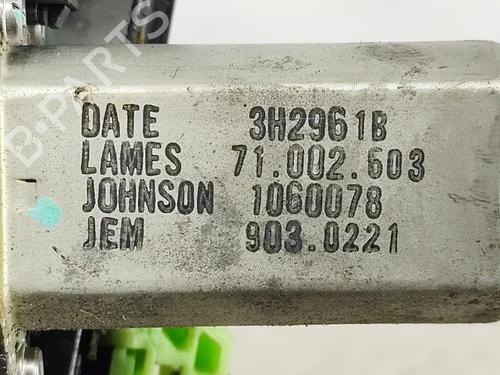 DATE 3H2961B
LAMES 71.002.603
JOHNSON 1060078
JEM 903.0221
B-PARTS